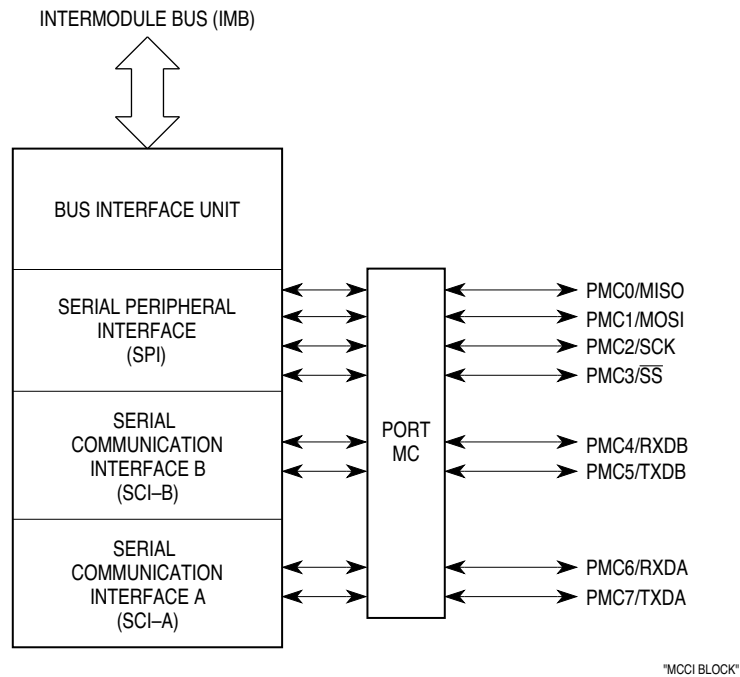 INTERMODULE BUS (IMB)
BUS INTERFACE UNIT
SERIAL PERIPHERAL
INTERFACE
(SPI)
SERIAL
COMMUNICATION
INTERFACE B
(SCI–B)
SERIAL
COMMUNICATION
INTERFACE A
(SCI–A)
PORT
MC
PMC0/MISO
PMC1/MOSI
PMC2/SCK
PMC3/S̅S̅
PMC4/RXDB
PMC5/TXDB
PMC6/RXDA
PMC7/TXDA
"MCCI BLOCK"